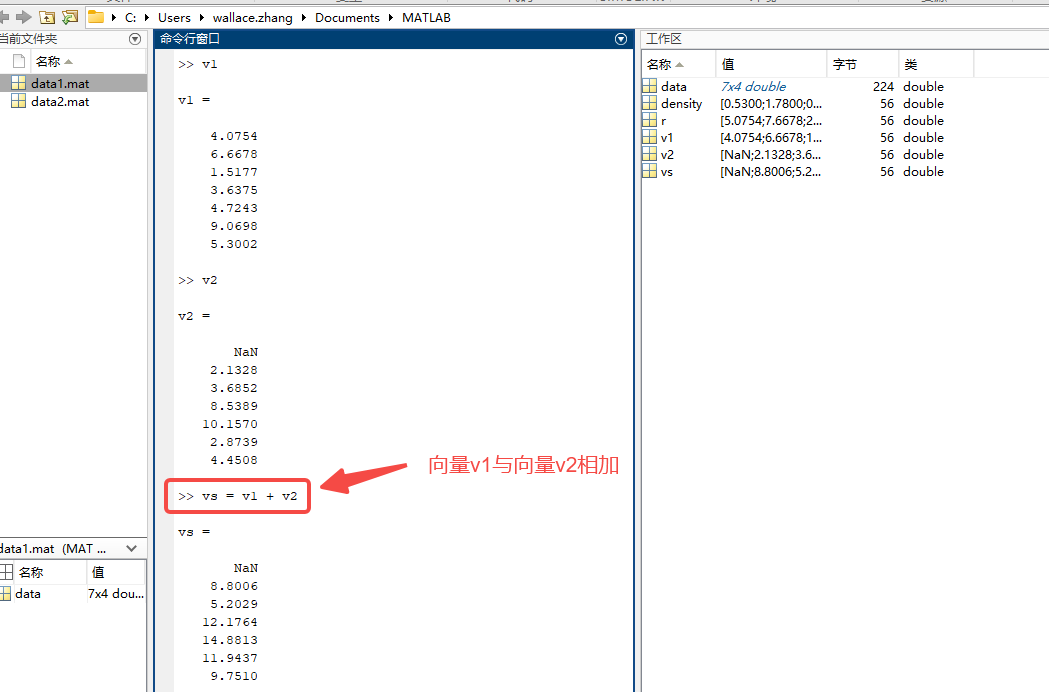 C: Users wallace.zhang Documents MATLAB
当前文件夹
名称
data1.mat
data2.mat
data1.mat (MAT ...
名称 值
data 7x4 dou...
命令行窗口
>> v1
v1 =
4.0754
6.6678
1.5177
3.6375
4.7243
9.0698
5.3002
>> v2
v2 =
NaN
2.1328
3.6852
8.5389
10.1570
2.8739
4.4508
>> vs = v1 + v2
向量v1与向量v2相加
vs =
NaN
8.8006
5.2029
12.1764
14.8813
11.9437
9.7510
工作区
名称 值 字节 类
data 7x4 double 224 double
density [0.5300;1.7800;0... 56 double
r [5.0754;7.6678;2... 56 double
v1 [4.0754;6.6678;1... 56 double
v2 [NaN;2.1328;3.6... 56 double
vs [NaN;8.8006;5.2... 56 double